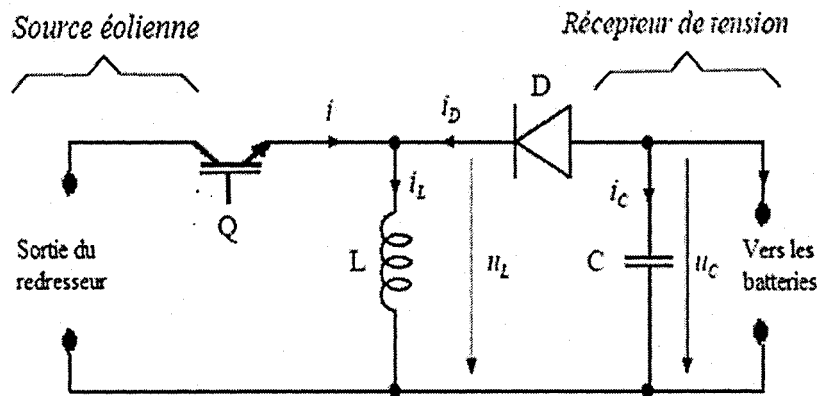 Source éolienne
Récepteur de tension
D
i
i_D
i_L
i_C
Q
Sortie du
redresseur
L
u_L
C
u_C
Vers les
batteries